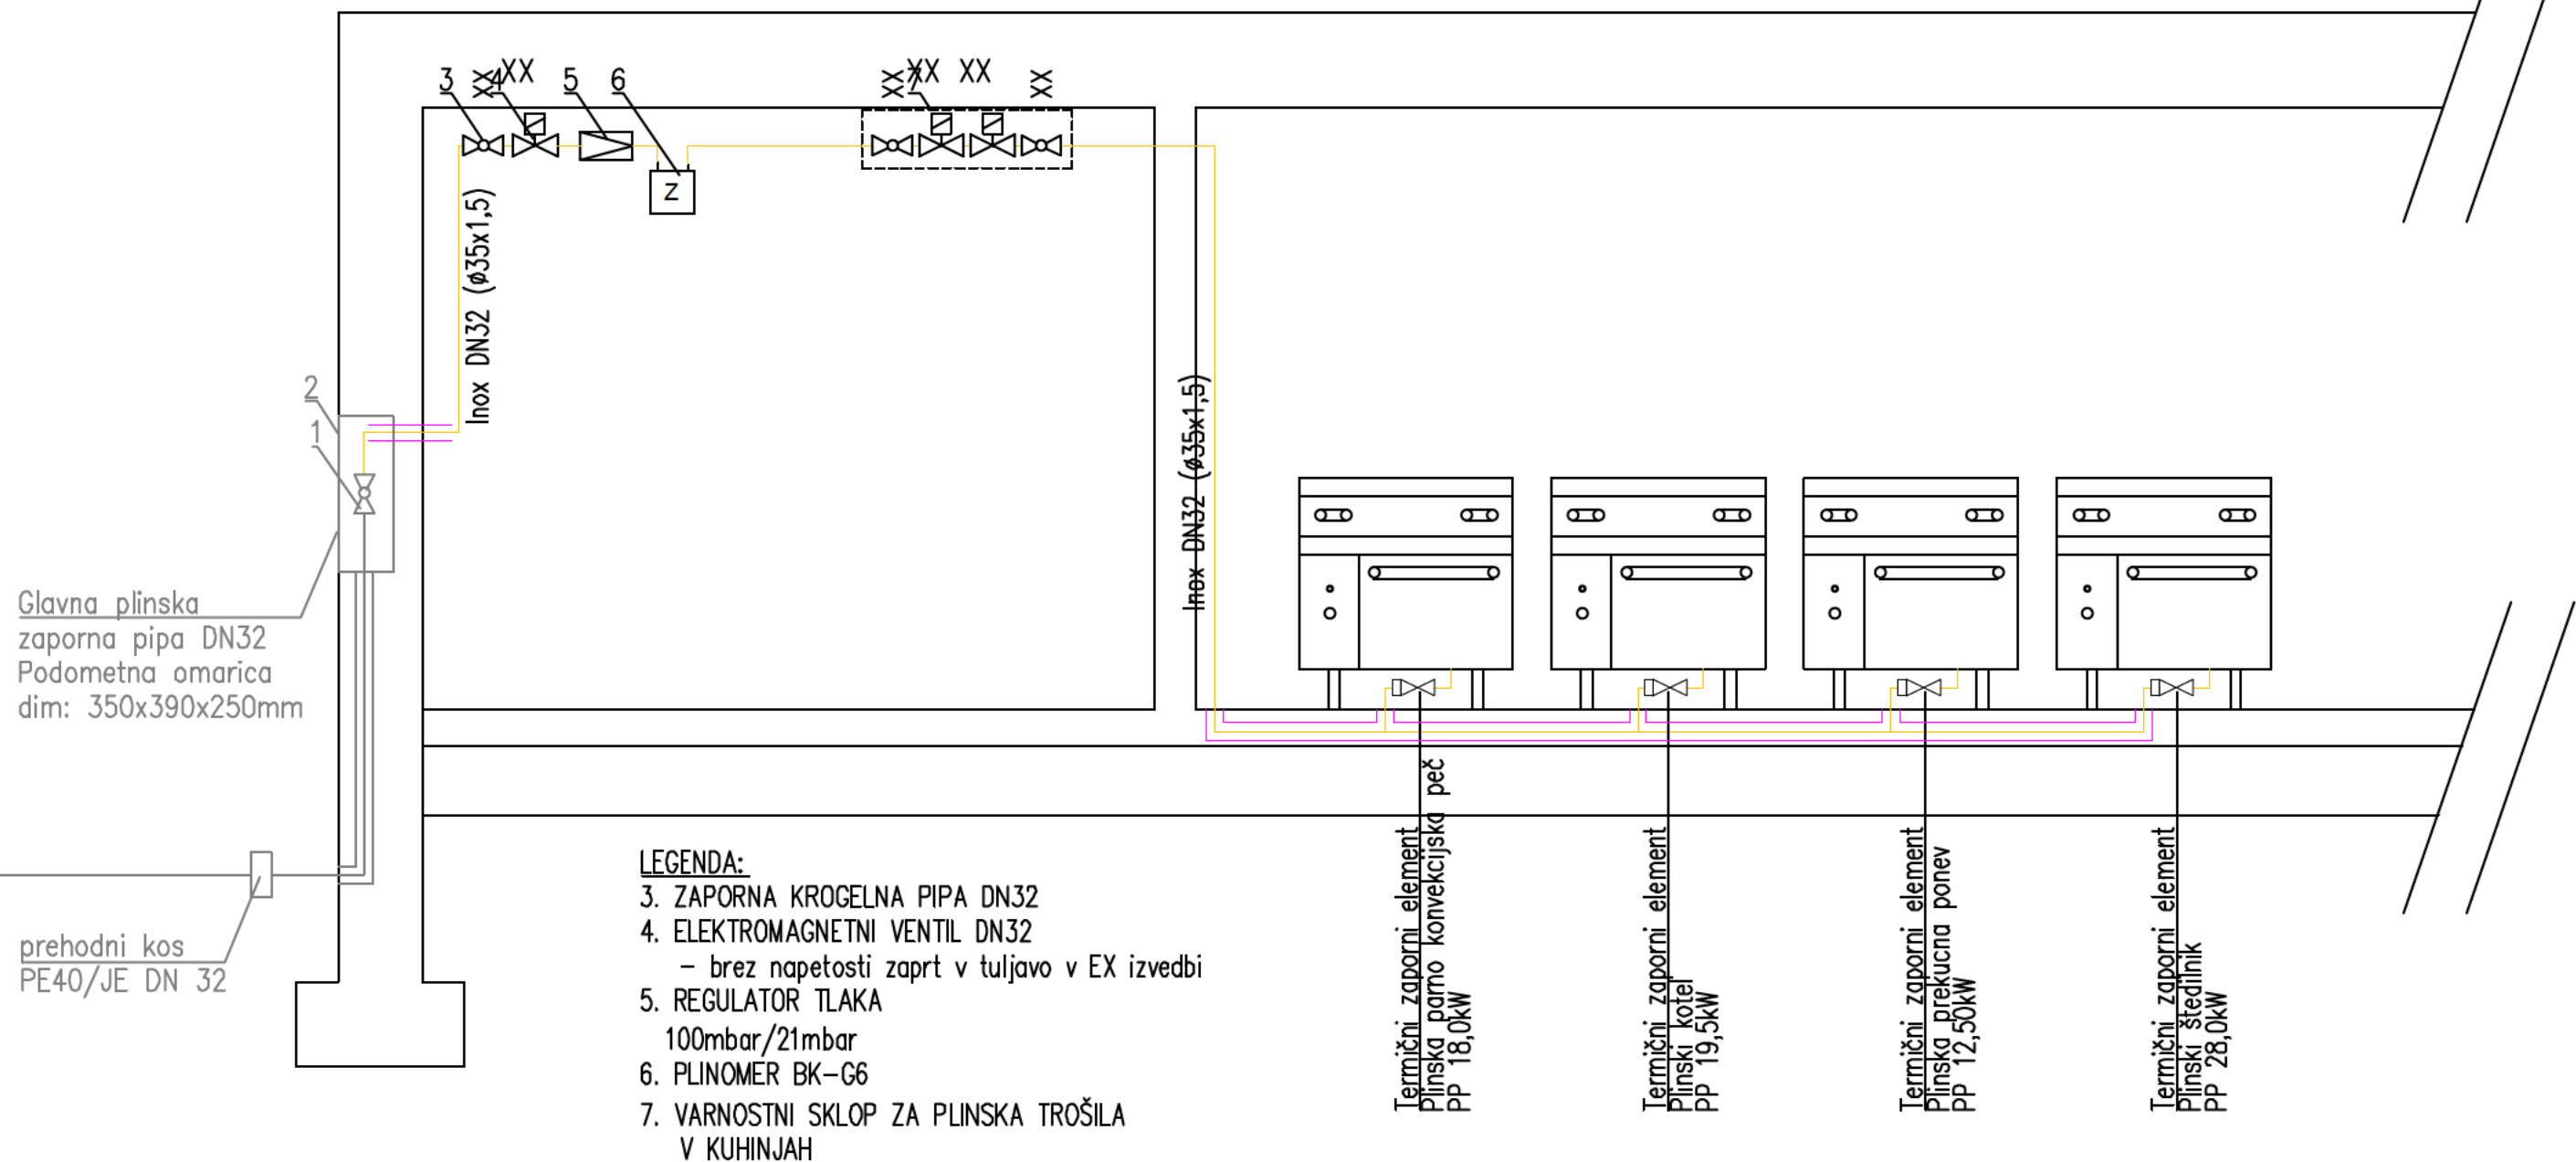 3
XX
4
XX
5
6
XX
7
XX
XX
XX
Inox DN32 (ø35x1,5)
2
1
Inox DN32 (ø35x1,5)
Glavna plinska
zaporna pipa DN32
Podometna omarica
dim: 350x390x250mm
Z
prehodni kos
PE40/JE DN 32
LEGENDA:
3. ZAPORNA KROGELNA PIPA DN32
4. ELEKTROMAGNETNI VENTIL DN32
- brez napetosti zaprt v tuljavo v EX izvedbi
5. REGULATOR TLAKA
100mbar/21mbar
6. PLINOMER BK-G6
7. VARNOSTNI SKLOP ZA PLINSKA TROŠILA
V KUHINJAH
Termični zaporni element
Plinska parno konvekcijska peč
PP 18,0kW
Termični zaporni element
Plinski kotel
PP 19,5kW
Termični zaporni element
Plinska prekucna ponev
PP 12,50kW
Termični zaporni element
Plinski štedilnik
PP 28,0kW